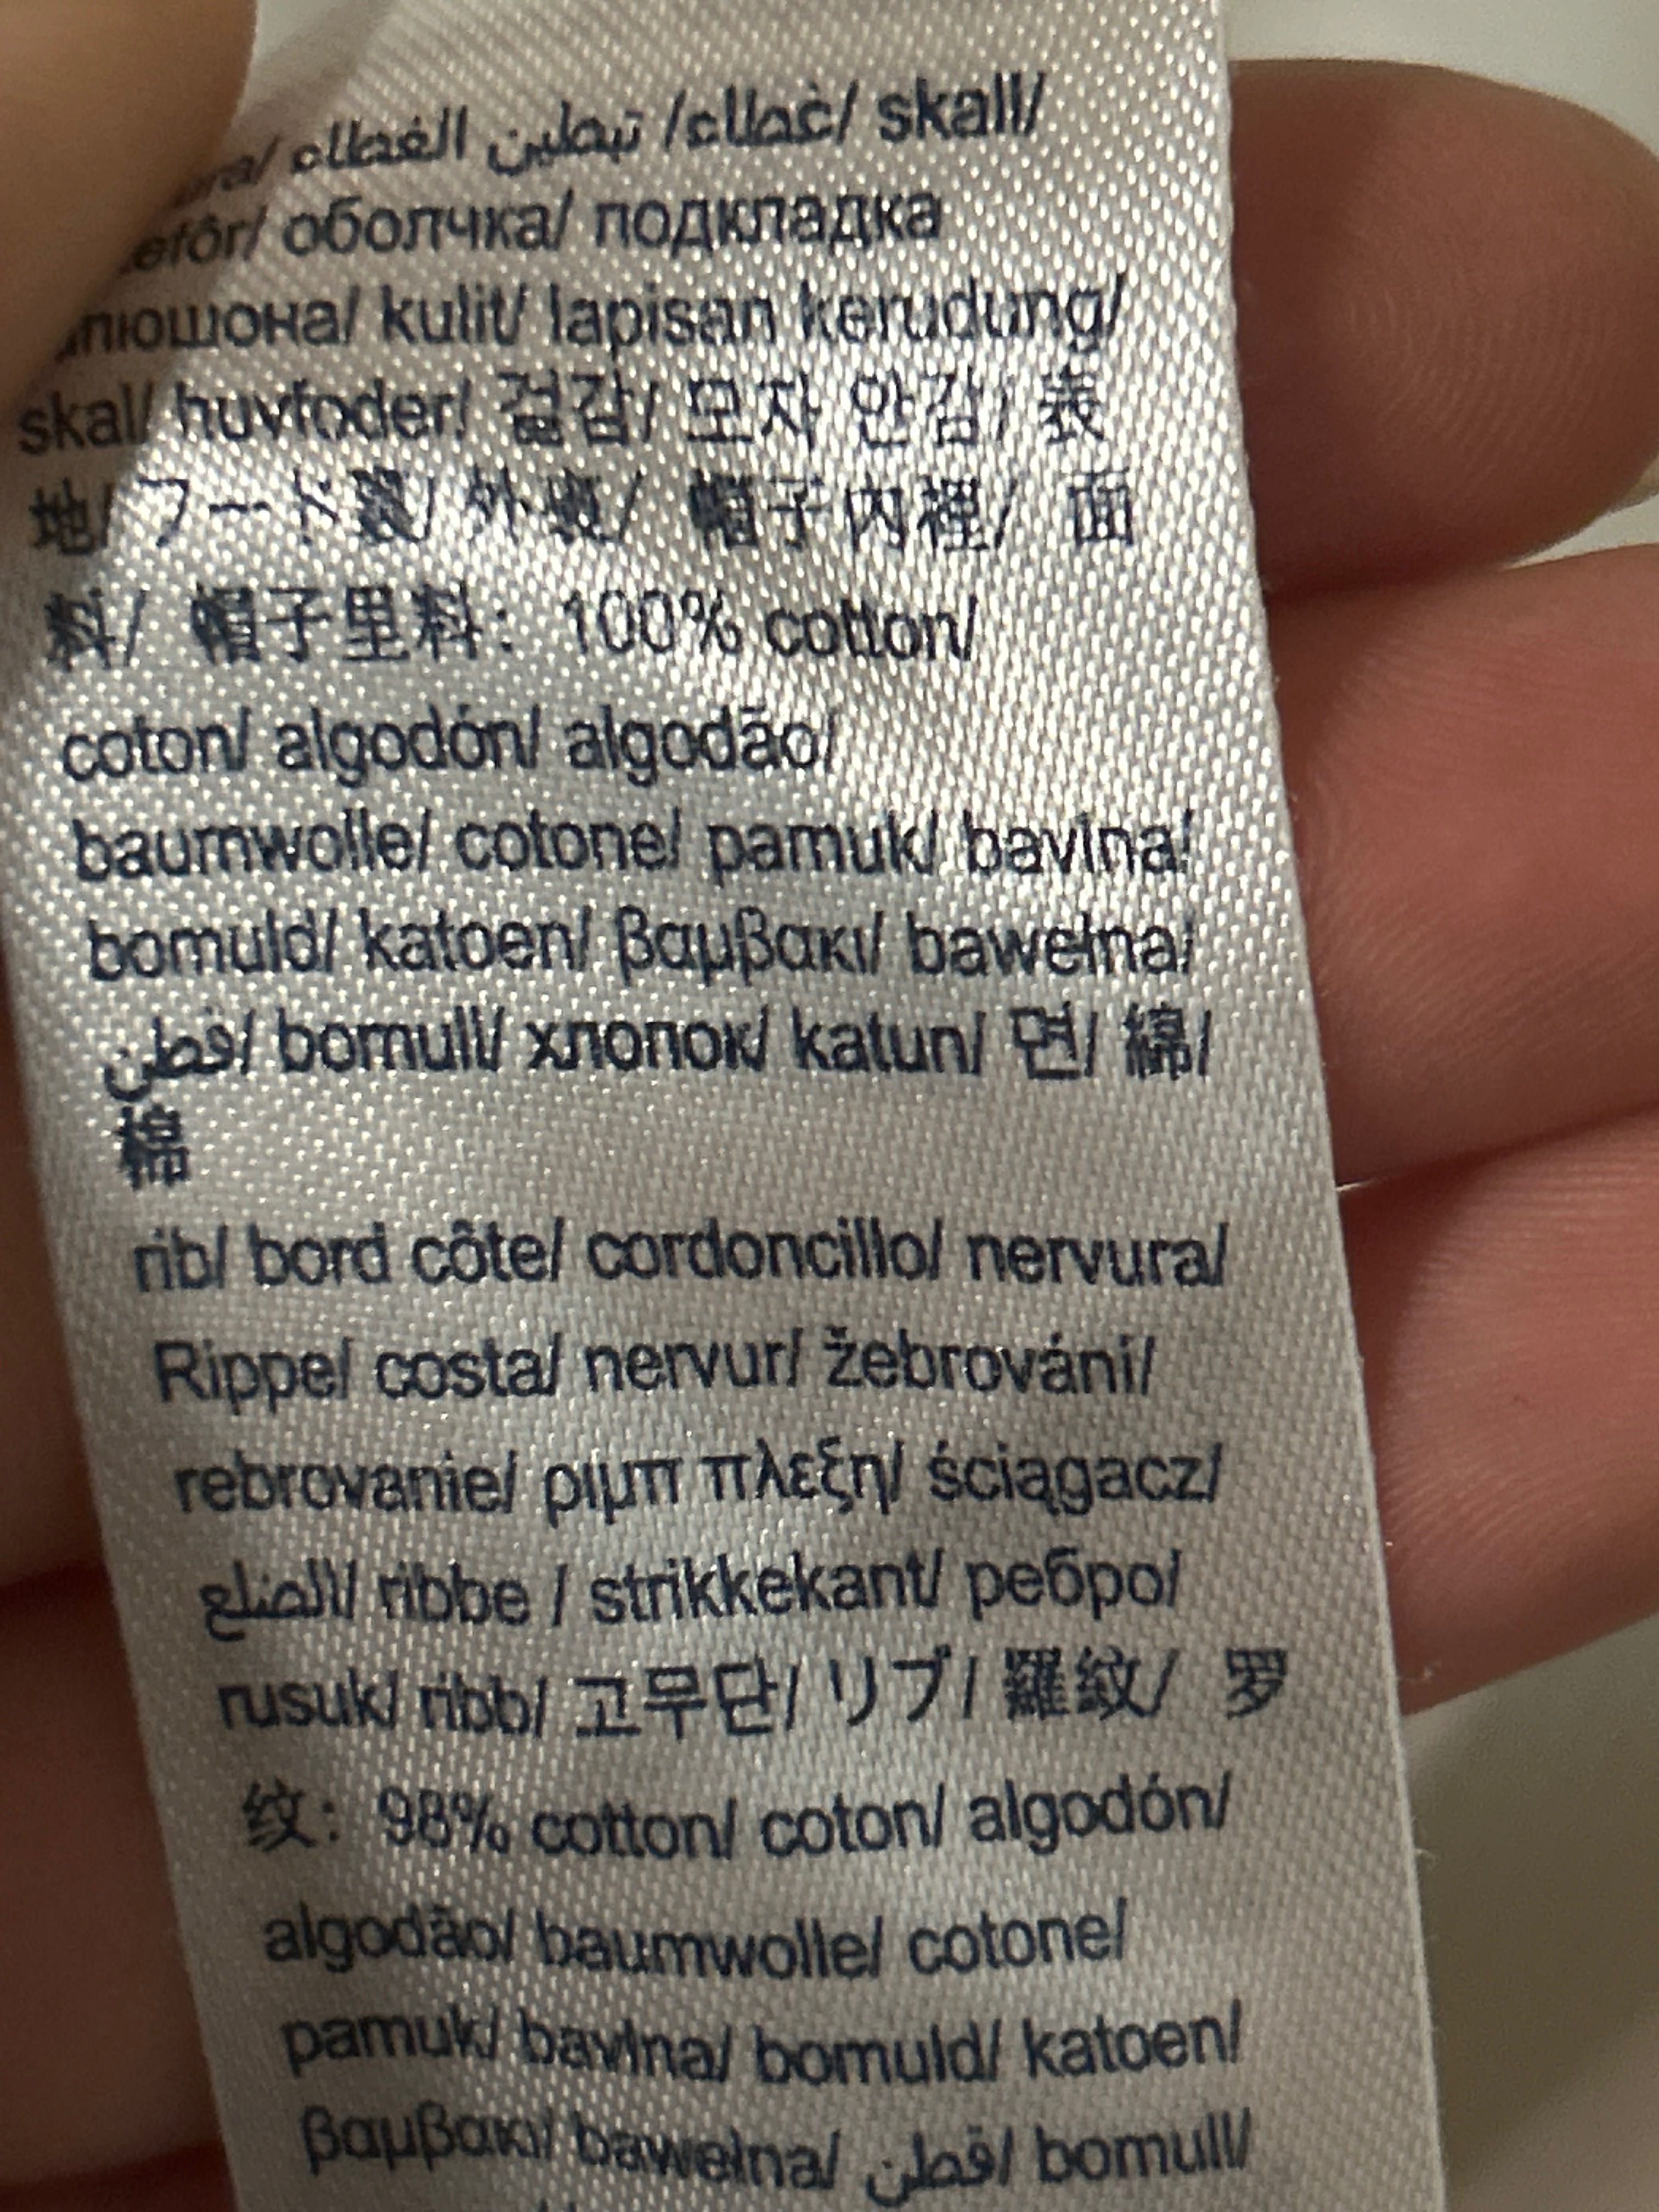 الغطاء تبطين /غطاء/ skall/
оболчка/ подкладка
kulit/ lapisan kerudung/
skal/ huvfoder/ 겉감/ 모자 안감/ 表
地/ フード裏/ 外表/ 帽子內裡/ 面
料/ 帽子里料：100% cotton/
coton/ algodón/ algodão/
baumwolle/ cotone/ pamuk/ bavlna/
bomuld/ katoen/ βαμβακι/ bawełna/
قطن/ bomull/ хлопок/ katun/ 면/ 綿/
棉
rib/ bord côte/ cordoncillo/ nervura/
Rippe/ costa/ nervur/ žebrování/
rebrovanie/ ριμπ πλεξη/ ściągacz/
الضلع/ ribbe / strikkekant/ ребро/
rusuk/ ribb/ 고무단/ リブ/ 羅紋/ 罗
纹：98% cotton/ coton/ algodón/
algodão/ baumwolle/ cotone/
pamuk/ bavlna/ bomuld/ katoen/
βαμβακι/ bawełna/ قطن/ bomull/